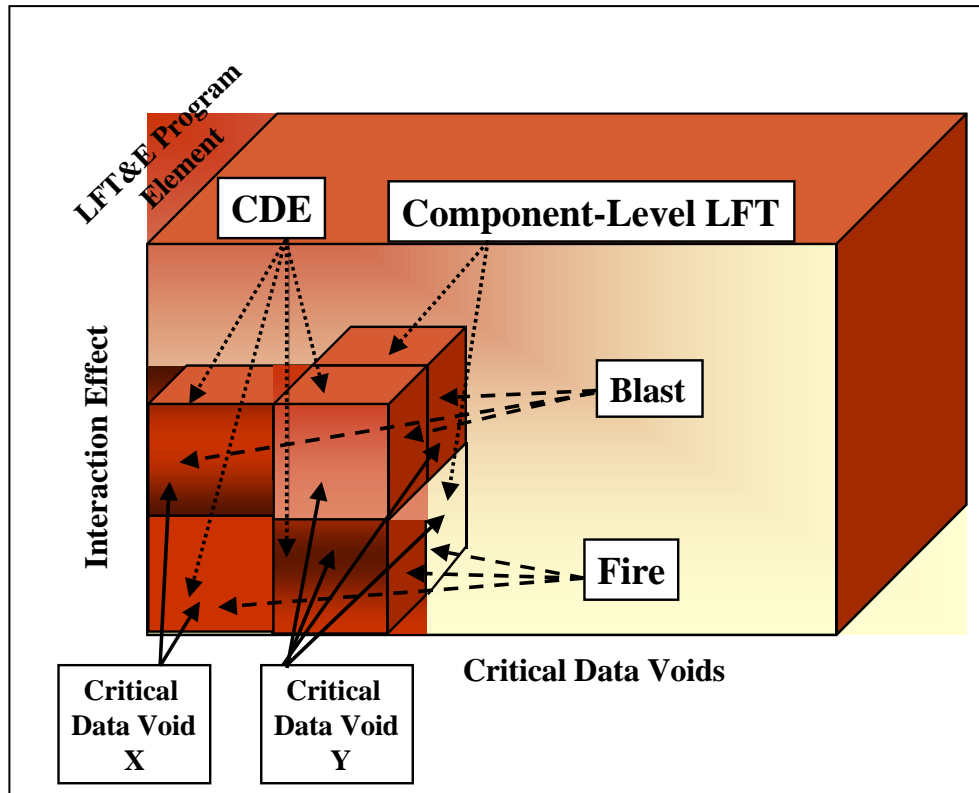 LFT&E Program
Element
CDE
Component-Level LFT
Interaction Effect
Blast
Fire
Critical Data Voids
Critical
Data Void
X
Critical
Data Void
Y